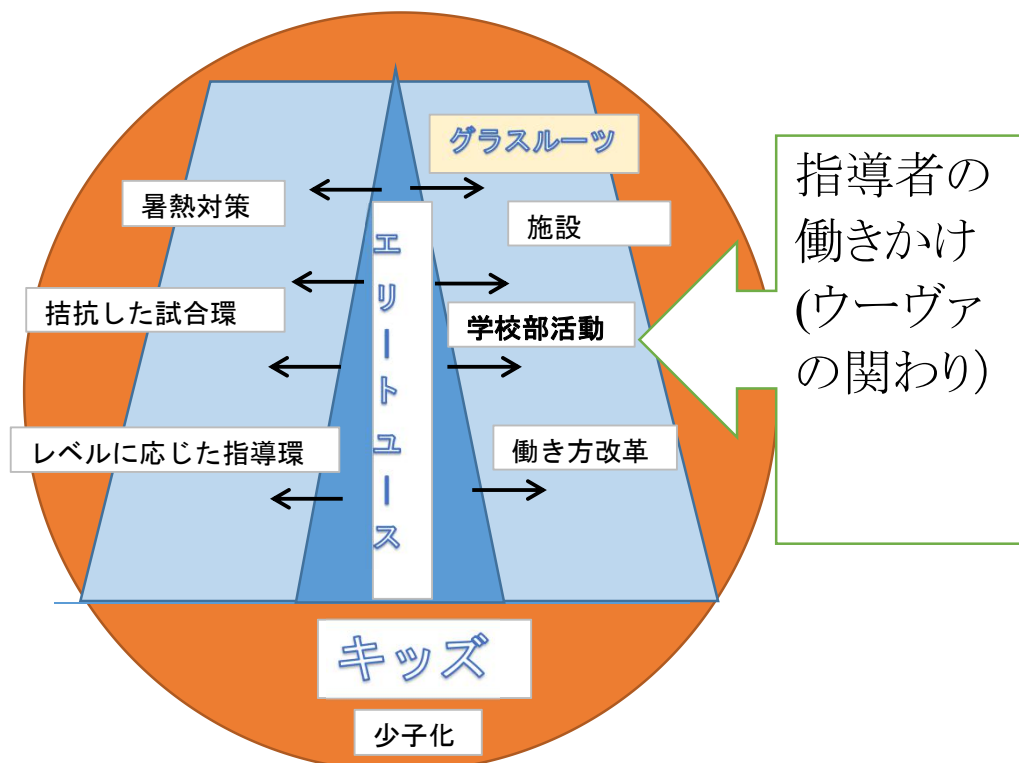 グラスルーツ
暑熱対策
施設
エリートユース
拮抗した試合環
学校部活動
レベルに応じた指導環
働き方改革
キッズ
少子化
指導者の
働きかけ
(ウーヴァ
の関わり)